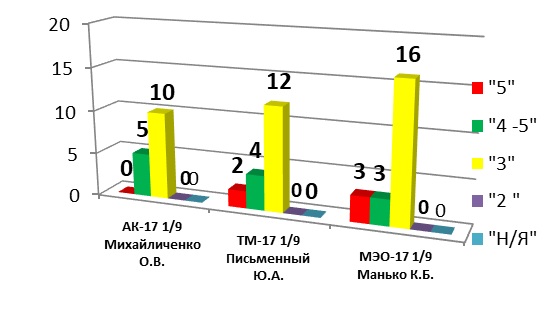 20
15
10
5
0
0
5
10
0
0
2
4
12
0
0
3
3
16
0
0
АК-17 1/9
Михайличенко
О.В.
ТМ-17 1/9
Письменный
Ю.А.
МЭО-17 1/9
Манько К.Б.
"5"
"4 -5"
"3"
"2 "
"Н/Я"